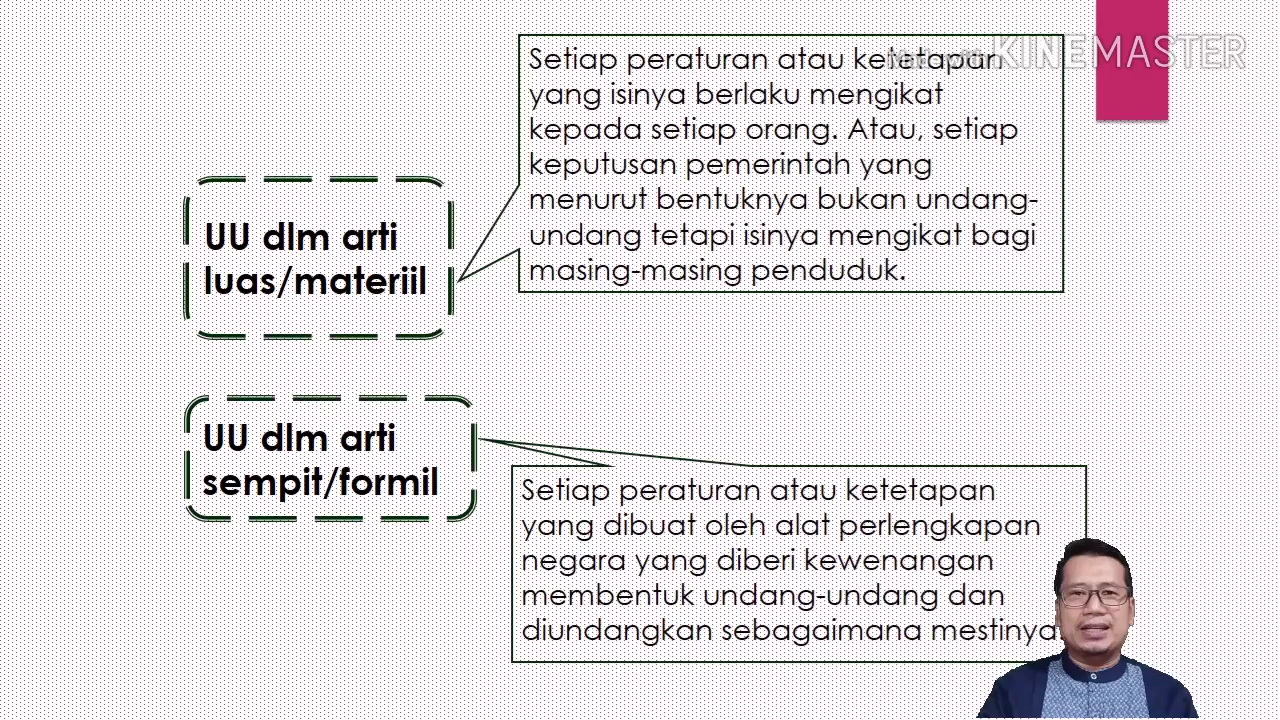 Setiap peraturan atau ketetapan
yang isinya berlaku mengikat
kepada setiap orang. Atau, setiap
keputusan pemerintah yang
menurut bentuknya bukan undang-
undang tetapi isinya mengikat bagi
masing-masing penduduk.
KINEMASTER
UU dlm arti
luas/materiil
UU dlm arti
sempit/formil
Setiap peraturan atau ketetapan
yang dibuat oleh alat perlengkapan
negara yang diberi kewenangan
membentuk undang-undang dan
diundangkan sebagaimana mestinya